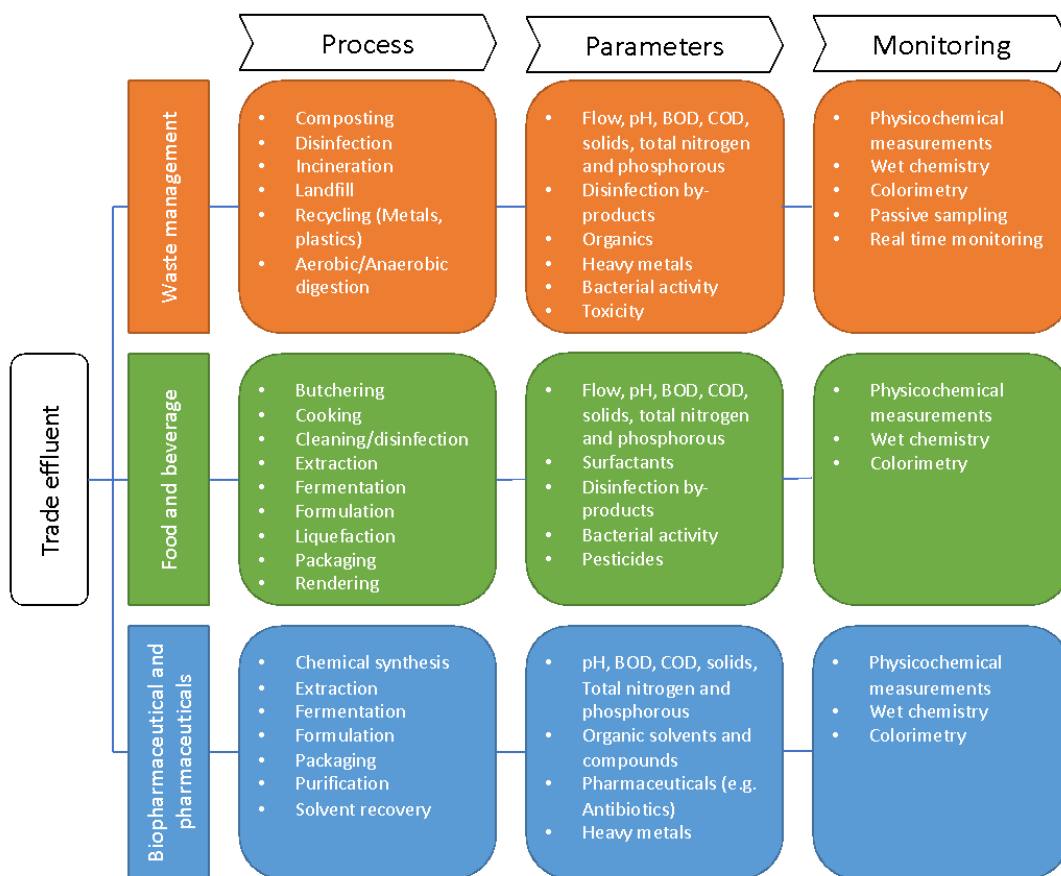 Process
Parameters
Monitoring
Trade effluent
Waste management
• Composting
• Disinfection
• Incineration
• Landfill
• Recycling (Metals,
plastics)
• Aerobic/Anaerobic
digestion
• Flow, pH, BOD, COD,
solids, total nitrogen
and phosphorous
• Disinfection by-
products
• Organics
• Heavy metals
• Bacterial activity
• Toxicity
• Physicochemical
measurements
• Wet chemistry
• Colorimetry
• Passive sampling
• Real time monitoring
Food and beverage
• Butchering
• Cooking
• Cleaning/disinfection
• Extraction
• Fermentation
• Formulation
• Liquefaction
• Packaging
• Rendering
• Flow, pH, BOD, COD,
solids, total nitrogen
and phosphorous
• Surfactants
• Disinfection by-
products
• Bacterial activity
• Pesticides
• Physicochemical
measurements
• Wet chemistry
• Colorimetry
Biopharmaceutical and
pharmaceuticals
• Chemical synthesis
• Extraction
• Fermentation
• Formulation
• Packaging
• Purification
• Solvent recovery
• pH, BOD, COD, solids,
Total nitrogen and
phosphorous
• Organic solvents and
compounds
• Pharmaceuticals (e.g.
Antibiotics)
• Heavy metals
• Physicochemical
measurements
• Wet chemistry
• Colorimetry